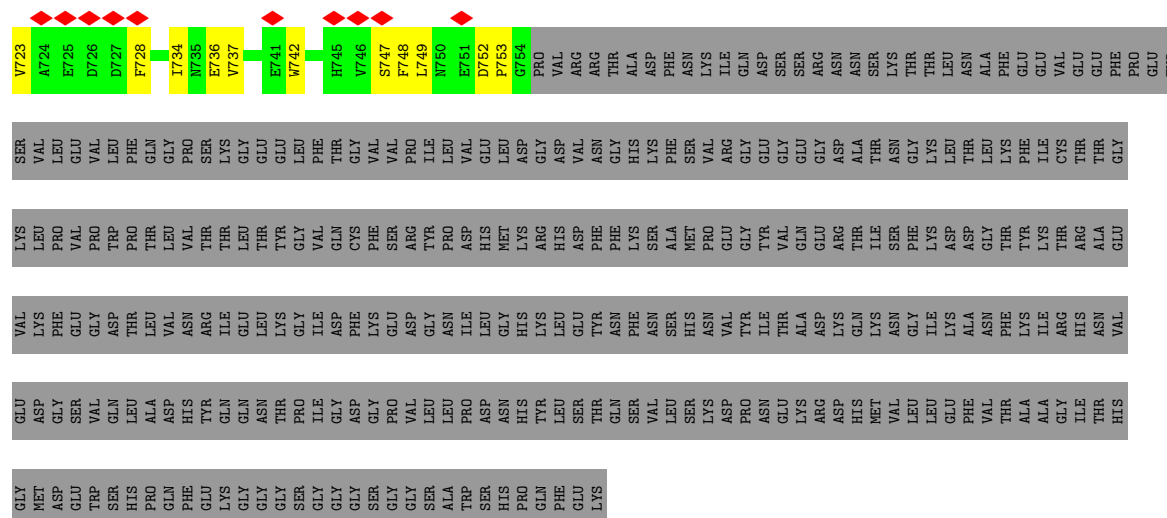 V723 A724 E725 D726 D727 F728 I734 N735 E736 V737 E741 W742 H745 V746 S747 F748 L749 N750 E751 D752 P753 G754 PRO VAL ARG ARG THR ALA ASP PHE ASN LYS ILE GLN ASP SER SER ARG ASN ASN SER LYS THR THR LEU ASN ALA PHE GLU GLU VAL GLU GLU PHE PRO GLU
SER VAL LEU GLU VAL LEU PHE GLN GLY PRO SER LYS GLY GLU GLU LEU PHE THR GLY VAL VAL PRO ILE LEU VAL GLU LEU ASP GLY ASP VAL ASN GLY HIS LYS PHE SER VAL ARG GLY GLU GLY GLU GLY ASP ALA THR ASN GLY LYS LEU THR LEU LYS PHE ILE CYS THR THR GLY
LYS LEU PRO VAL PRO TRP PRO THR LEU VAL THR THR LEU THR TYR GLY VAL GLN CYS PHE SER ARG TYR PRO ASP HIS MET LYS ARG HIS ASP PHE PHE LYS SER ALA MET PRO GLU GLY TYR VAL GLN GLU ARG THR ILE SER PHE LYS ASP ASP GLY THR TYR LYS THR ARG ALA GLU
VAL LYS PHE GLU GLY ASP THR LEU VAL ASN ARG ILE GLU LEU LYS GLY ILE ASP PHE LYS GLU ASP GLY ASN ILE LEU GLY HIS LYS LEU GLU TYR ASN PHE ASN SER HIS ASN VAL TYR ILE THR ALA ASP LYS GLN LYS ASN GLY ILE LYS ALA ASN PHE LYS ILE ARG HIS ASN VAL
GLU ASP GLY SER VAL GLN LEU ALA ASP HIS TYR GLN GLN ASN THR PRO ILE GLY ASP GLY PRO VAL LEU LEU PRO ASP ASN HIS TYR LEU SER THR GLN SER VAL LEU SER LYS ASP PRO ASN GLU LYS ARG ASP HIS MET VAL LEU LEU GLU PHE VAL THR ALA ALA GLY ILE THR HIS
GLY MET ASP GLU TRP SER HIS PRO GLN PHE GLU LYS GLY GLY GLY SER GLY GLY GLY SER GLY GLY SER ALA TRP SER HIS PRO GLN PHE GLU LYS